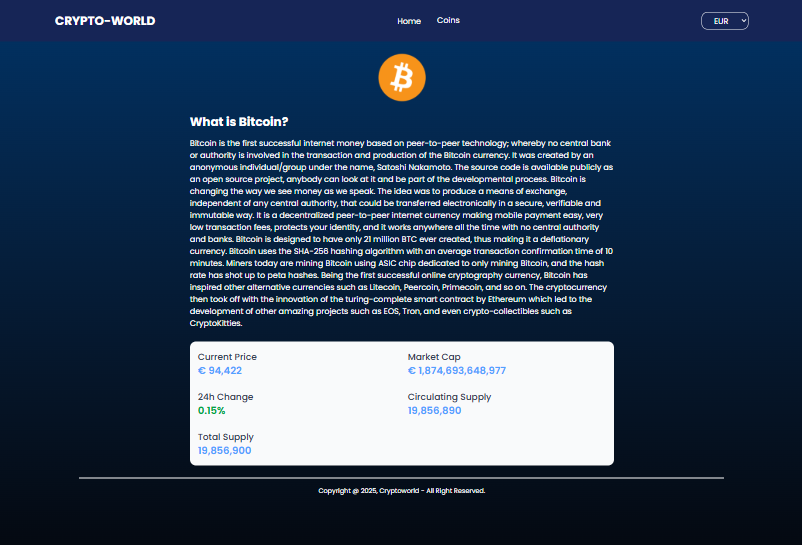 CRYPTO-WORLD
Home
Coins
EUR
What is Bitcoin?
Bitcoin is the first successful internet money based on peer-to-peer technology; whereby no central bank
or authority is involved in the transaction and production of the Bitcoin currency. It was created by an
anonymous individual/group under the name, Satoshi Nakamoto. The source code is available publicly as
an open source project, anybody can look at it and be part of the developmental process. Bitcoin is
changing the way we see money as we speak. The idea was to produce a means of exchange,
independent of any central authority, that could be transferred electronically in a secure, verifiable and
immutable way. It is a decentralized peer-to-peer internet currency making mobile payment easy, very
low transaction fees, protects your identity, and it works anywhere all the time with no central authority
and banks. Bitcoin is designed to have only 21 million BTC ever created, thus making it a deflationary
currency. Bitcoin uses the SHA-256 hashing algorithm with an average transaction confirmation time of 10
minutes. Miners today are mining Bitcoin using ASIC chip dedicated to only mining Bitcoin, and the hash
rate has shot up to peta hashes. Being the first successful online cryptography currency, Bitcoin has
inspired other alternative currencies such as Litecoin, Peercoin, Primecoin, and so on. The cryptocurrency
then took off with the innovation of the turing-complete smart contract by Ethereum which led to the
development of other amazing projects such as EOS, Tron, and even crypto-collectibles such as
CryptoKitties.
Current Price
€ 94,422
Market Cap
€ 1,874,693,648,977
24h Change
0.15%
Circulating Supply
19,856,890
Total Supply
19,856,900
Copyright @ 2025, Cryptoworld - All Right Reserved.